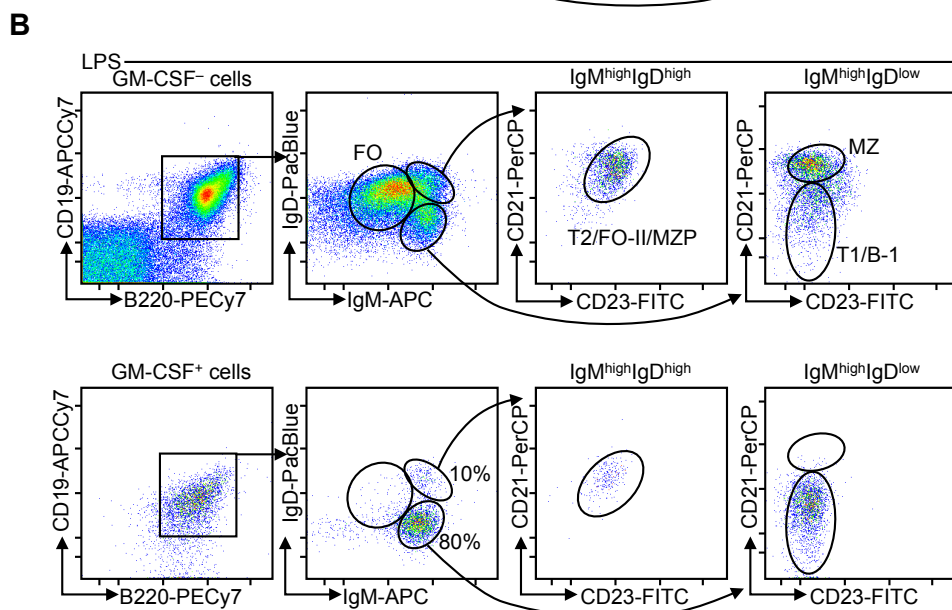 B
LPS
GM-CSF– cells
IgMhighIgDhigh
IgMhighIgDlow
CD19-APCCy7
B220-PECy7
IgD-PacBlue
FO
IgM-APC
CD21-PerCP
T2/FO-II/MZP
CD23-FITC
CD21-PerCP
MZ
T1/B-1
CD23-FITC
GM-CSF+ cells
IgMhighIgDhigh
IgMhighIgDlow
CD19-APCCy7
B220-PECy7
IgD-PacBlue
10%
80%
IgM-APC
CD21-PerCP
CD23-FITC
CD21-PerCP
CD23-FITC